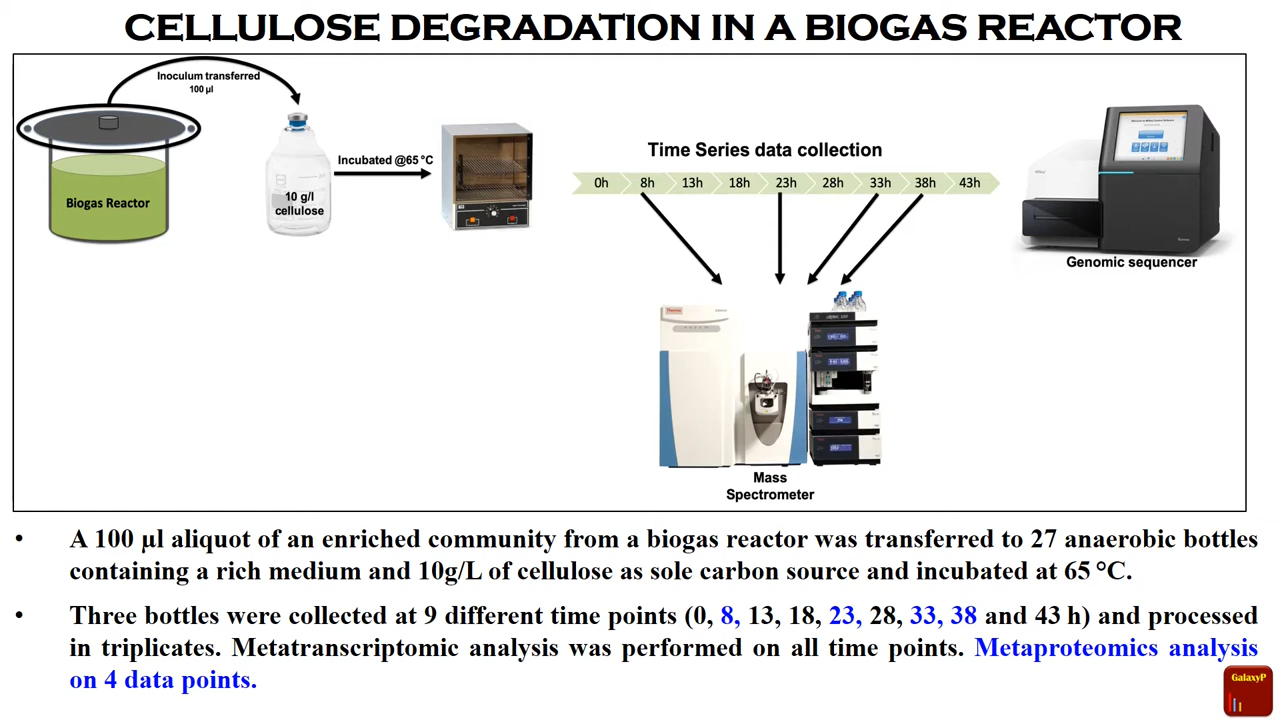 CELLULOSE DEGRADATION IN A BIOGAS REACTOR
Inoculum transferred
100 µl
Biogas Reactor
10 g/l
cellulose
Incubated @65 °C
Time Series data collection
0h 8h 13h 18h 23h 28h 33h 38h 43h
Genomic sequencer
Mass
Spectrometer
• A 100 µl aliquot of an enriched community from a biogas reactor was transferred to 27 anaerobic bottles
containing a rich medium and 10g/L of cellulose as sole carbon source and incubated at 65 °C.
• Three bottles were collected at 9 different time points (0, 8, 13, 18, 23, 28, 33, 38 and 43 h) and processed
in triplicates. Metatranscriptomic analysis was performed on all time points. Metaproteomics analysis
on 4 data points.
GalaxyP